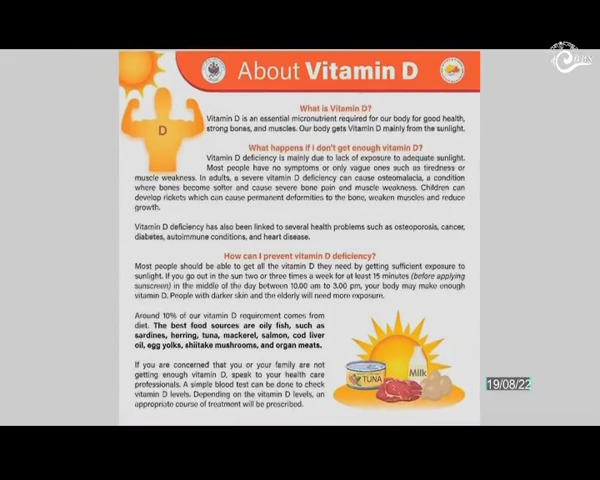 About Vitamin D
What is Vitamin D?
Vitamin D is an essential micronutrient required for our body for good health,
strong bones, and muscles. Our body gets Vitamin D mainly from the sunlight.
D
What happens if I don't get enough vitamin D?
Vitamin D deficiency is mainly due to lack of exposure to adequate sunlight.
Most people have no symptoms or only vague ones such as tiredness or
muscle weakness. In adults, a severe vitamin D deficiency can cause osteomalacia, a condition
where bones become softer and cause severe bone pain and muscle weakness. Children can
develop rickets which can cause permanent deformities to the bone, weaken muscles and reduce
growth.
Vitamin D deficiency has also been linked to several health problems such as osteoporosis, cancer,
diabetes, autoimmune conditions, and heart disease.
How can I prevent vitamin D deficiency?
Most people should be able to get all the vitamin D they need by getting sufficient exposure to
sunlight. If you go out in the sun two or three times a week for at least 15 minutes (before applying
sunscreen) in the middle of the day between 10.00 am to 3.00 pm, your body may make enough
vitamin D. People with darker skin and the elderly will need more exposure.
Around 10% of our vitamin D requirement comes from
diet. The best food sources are oily fish, such as
sardines, herring, tuna, mackerel, salmon, cod liver
oil, egg yolks, shiitake mushrooms, and organ meats.
If you are concerned that you or your family are not
getting enough vitamin D, speak to your health care
professionals. A simple blood test can be done to check
vitamin D levels. Depending on the vitamin D levels, an
appropriate course of treatment will be prescribed.
TUNA
Milk
19/08/22